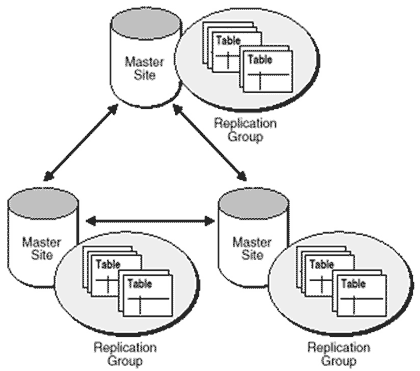 Master
Site
Table
Table
Replication
Group
Master
Site
Table
Table
Replication
Group
Master
Site
Table
Table
Replication
Group